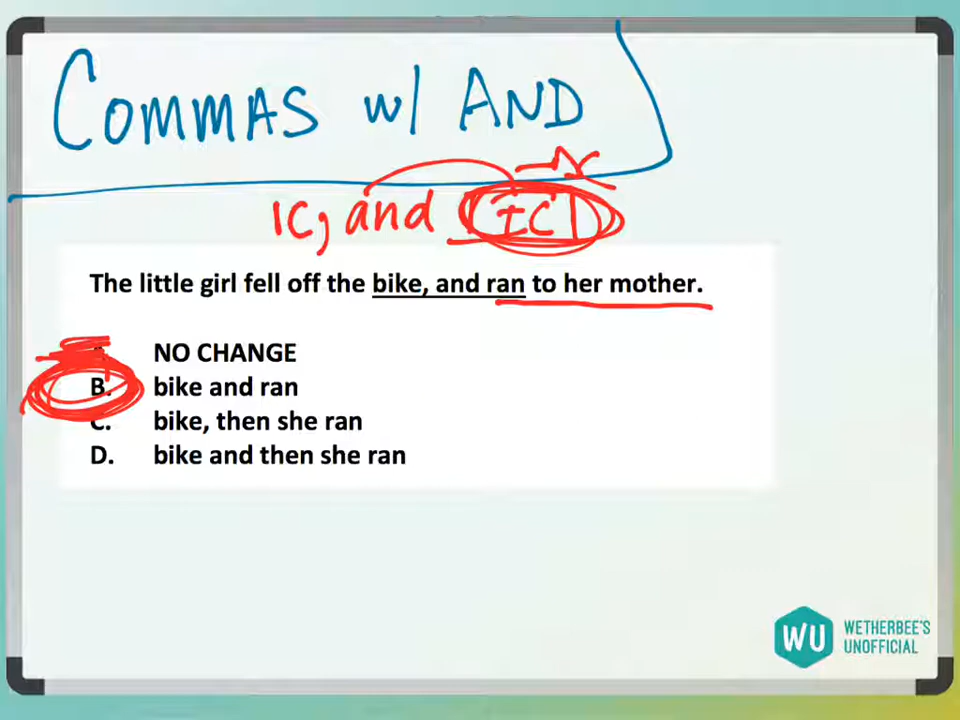 COMMAS w/ AND
IC, and IC
The little girl fell off the bike, and ran to her mother.
A. NO CHANGE
B. bike and ran
C. bike, then she ran
D. bike and then she ran
WU WETHERBEE'S
UNOFFICIAL